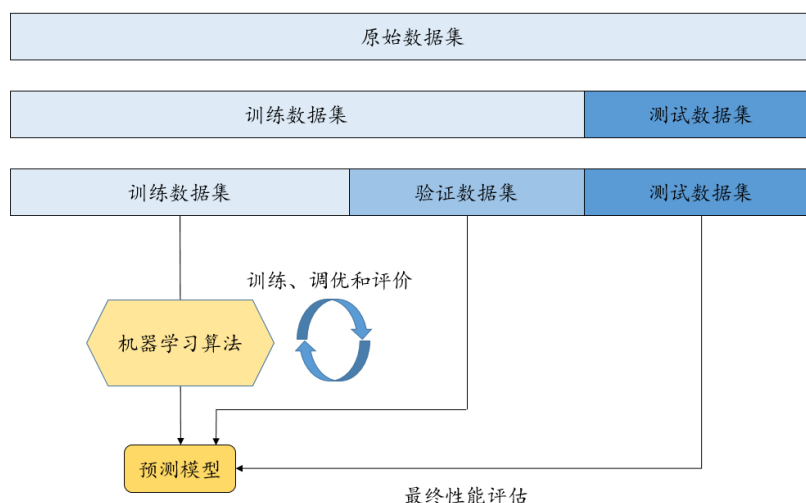 原始数据集
训练数据集
测试数据集
训练数据集
验证数据集
测试数据集
训练、调优和评价
机器学习算法
预测模型
最终性能评估